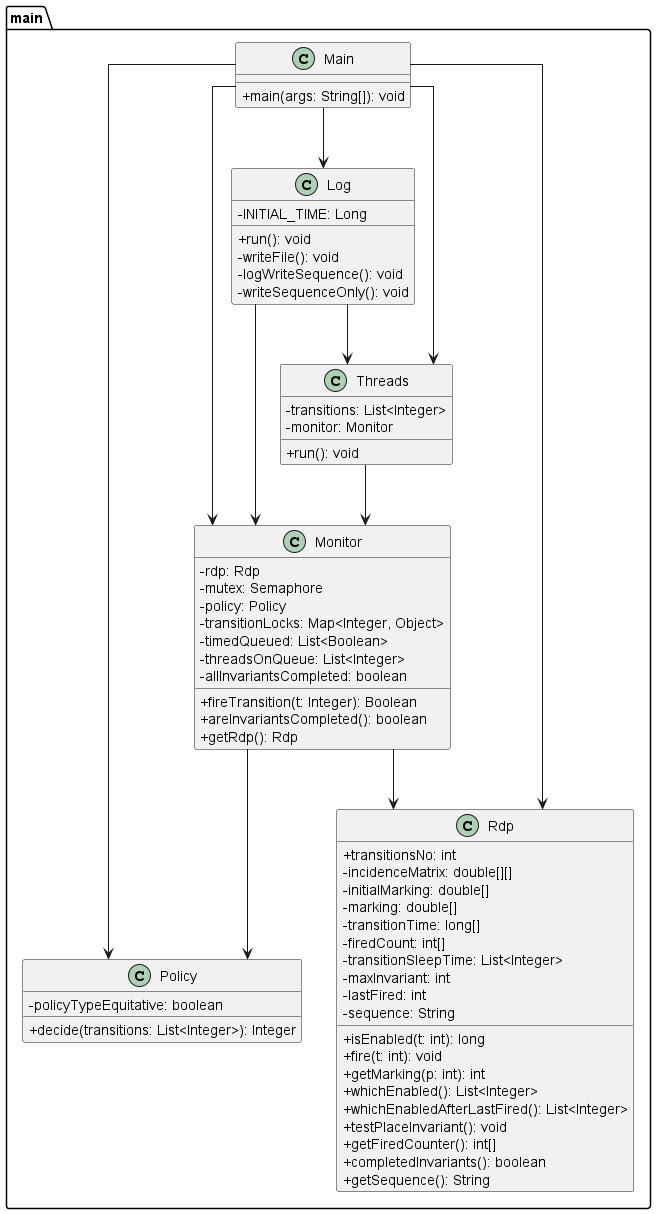 main
C Main
+main(args: String[]): void
C Log
-INITIAL_TIME: Long
+run(): void
-writeFile(): void
-logWriteSequence(): void
-writeSequenceOnly(): void
C Threads
-transitions: List<Integer>
-monitor: Monitor
+run(): void
C Monitor
-rdp: Rdp
-mutex: Semaphore
-policy: Policy
-transitionLocks: Map<Integer, Object>
-timedQueued: List<Boolean>
-threadsOnQueue: List<Integer>
-allInvariantsCompleted: boolean
+fireTransition(t: Integer): Boolean
+areInvariantsCompleted(): boolean
+getRdp(): Rdp
C Rdp
+transitionsNo: int
-incidenceMatrix: double[][]
-initialMarking: double[]
-marking: double[]
-transitionTime: long[]
-firedCount: int[]
-transitionSleepTime: List<Integer>
-maxInvariant: int
-lastFired: int
-sequence: String
+isEnabled(t: int): long
+fire(t: int): void
+getMarking(p: int): int
+whichEnabled(): List<Integer>
+whichEnabledAfterLastFired(): List<Integer>
+testPlaceInvariant(): void
+getFiredCounter(): int[]
+completedInvariants(): boolean
+getSequence(): String
C Policy
-policyTypeEquitative: boolean
+decide(transitions: List<Integer>): Integer